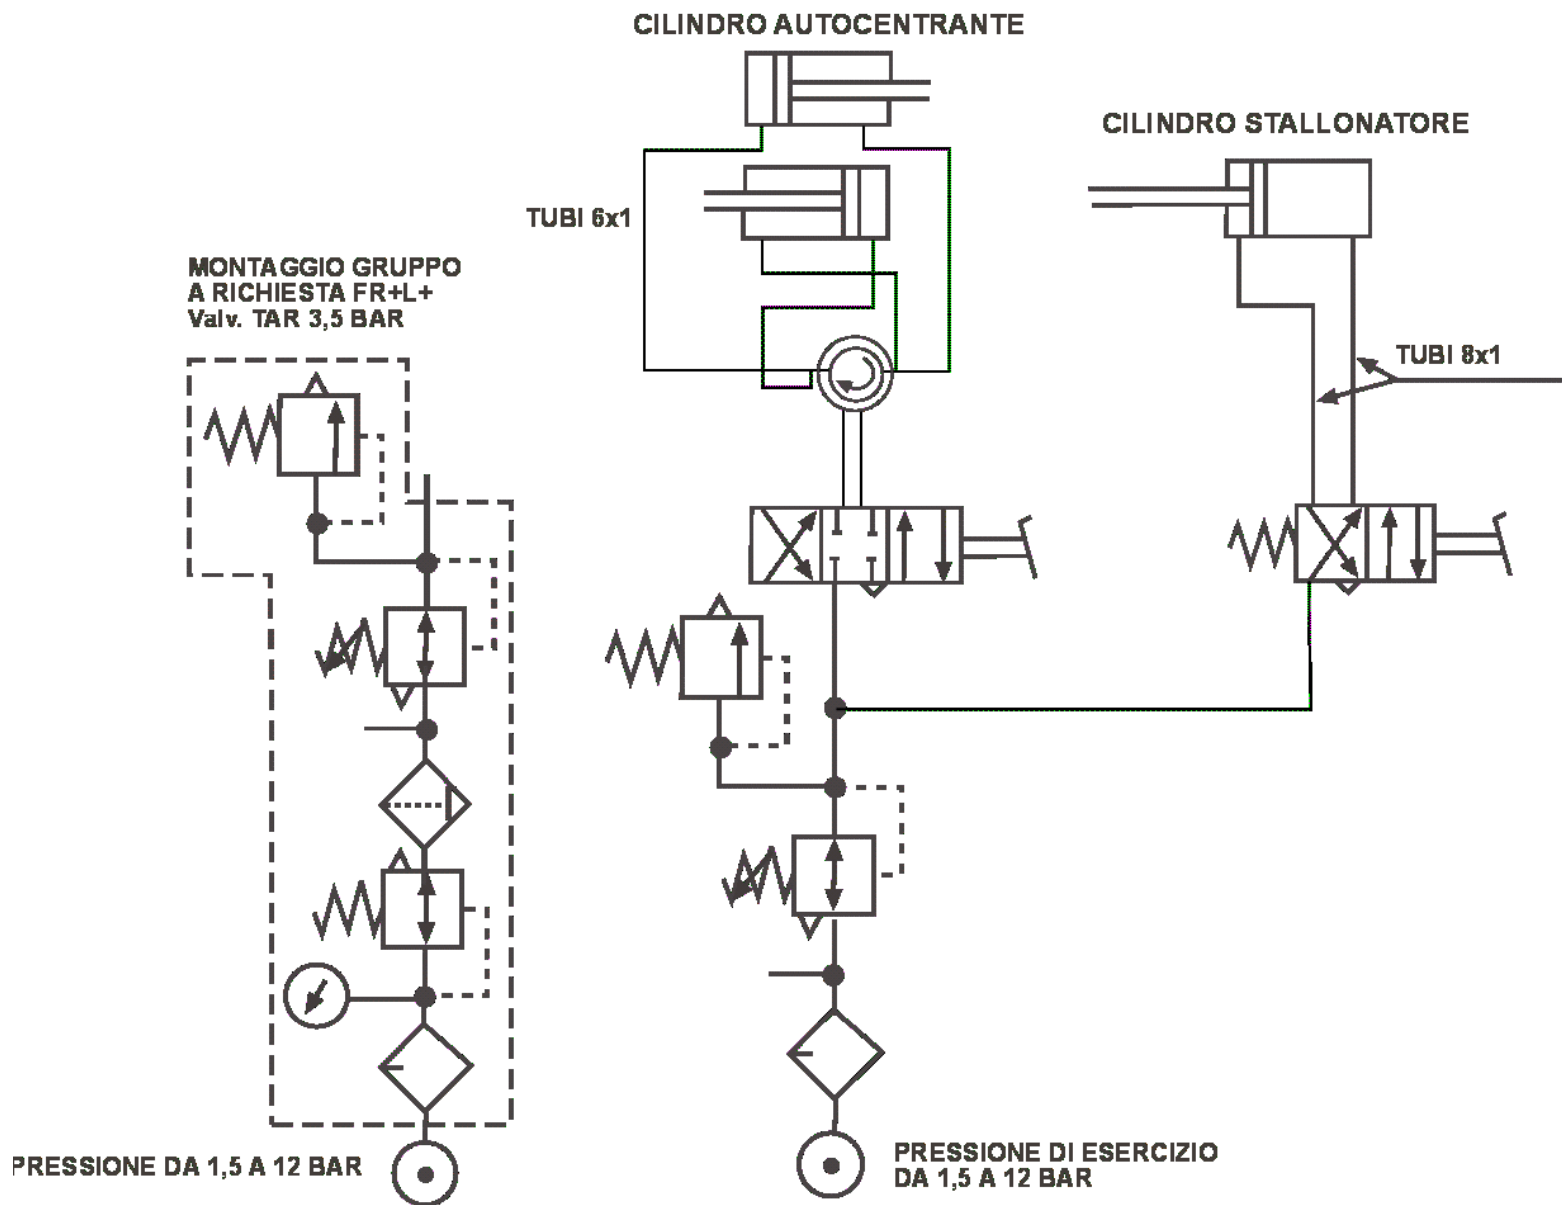 CILINDRO AUTOCENTRANTE
CILINDRO STALLONATORE
TUBI 6x1
MONTAGGIO GRUPPO
A RICHIESTA FR+L+
Valv. TAR 3,5 BAR
TUBI 8x1
PRESSIONE DA 1,5 A 12 BAR
PRESSIONE DI ESERCIZIO
DA 1,5 A 12 BAR